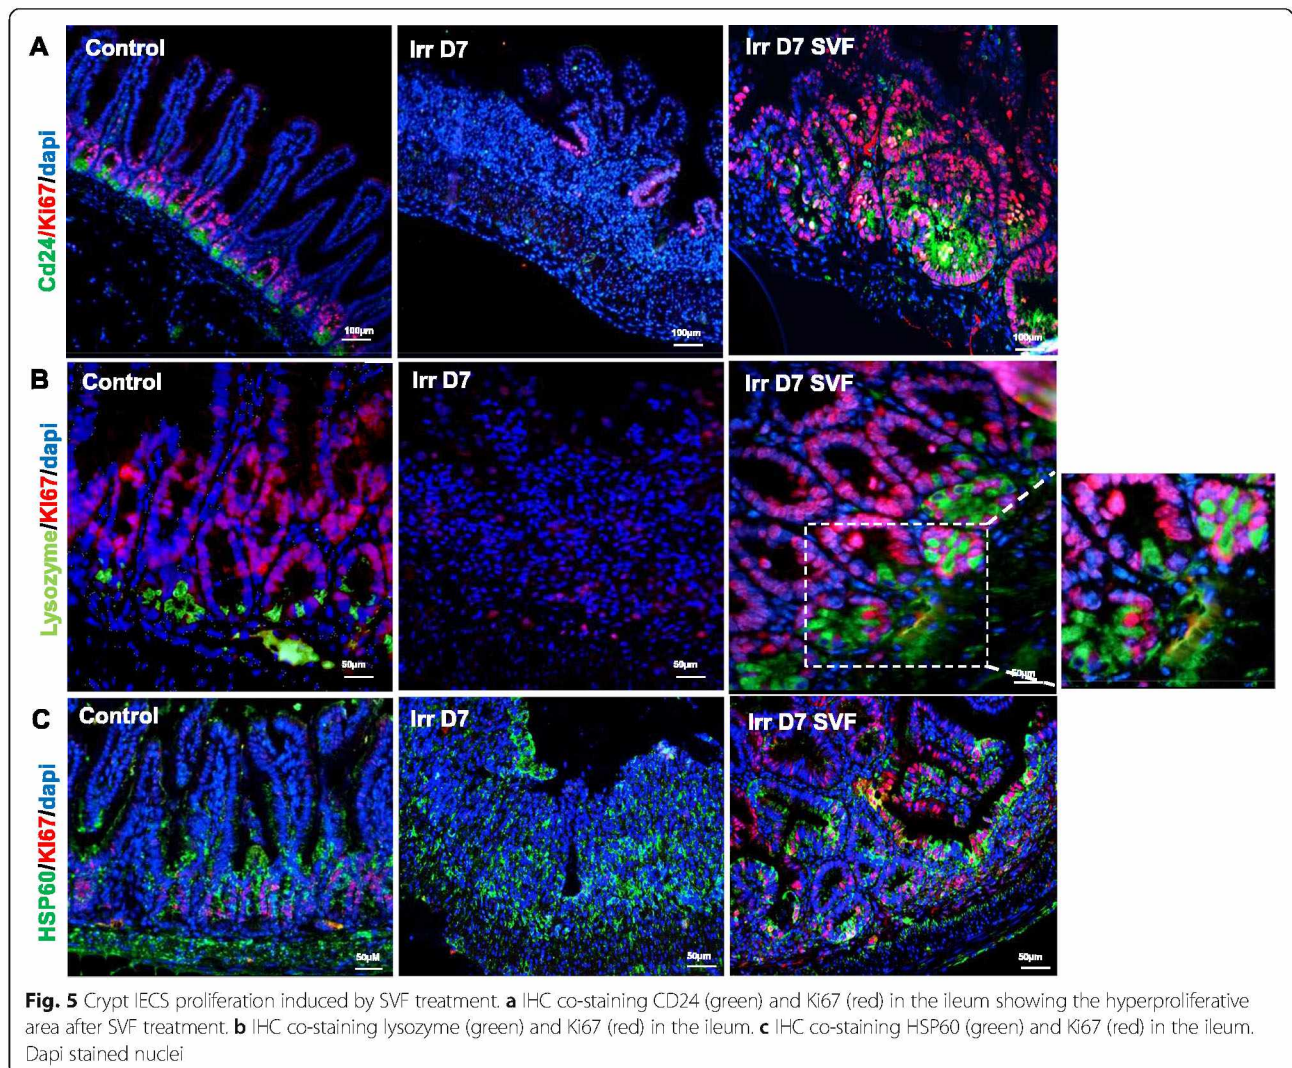 A
Control
Irr D7
Irr D7 SVF
Cd24/KI67/dapi
100µm
100µm
100µm
B
Control
Irr D7
Irr D7 SVF
Lysozyme/KI67/dapi
50µm
50µm
50µm
C
Control
Irr D7
Irr D7 SVF
HSP60/KI67/dapi
50µM
50µm
50µm
Fig. 5 Crypt IECS proliferation induced by SVF treatment. a IHC co-staining CD24 (green) and Ki67 (red) in the ileum showing the hyperproliferative
area after SVF treatment. b IHC co-staining lysozyme (green) and Ki67 (red) in the ileum. c IHC co-staining HSP60 (green) and Ki67 (red) in the ileum.
Dapi stained nuclei